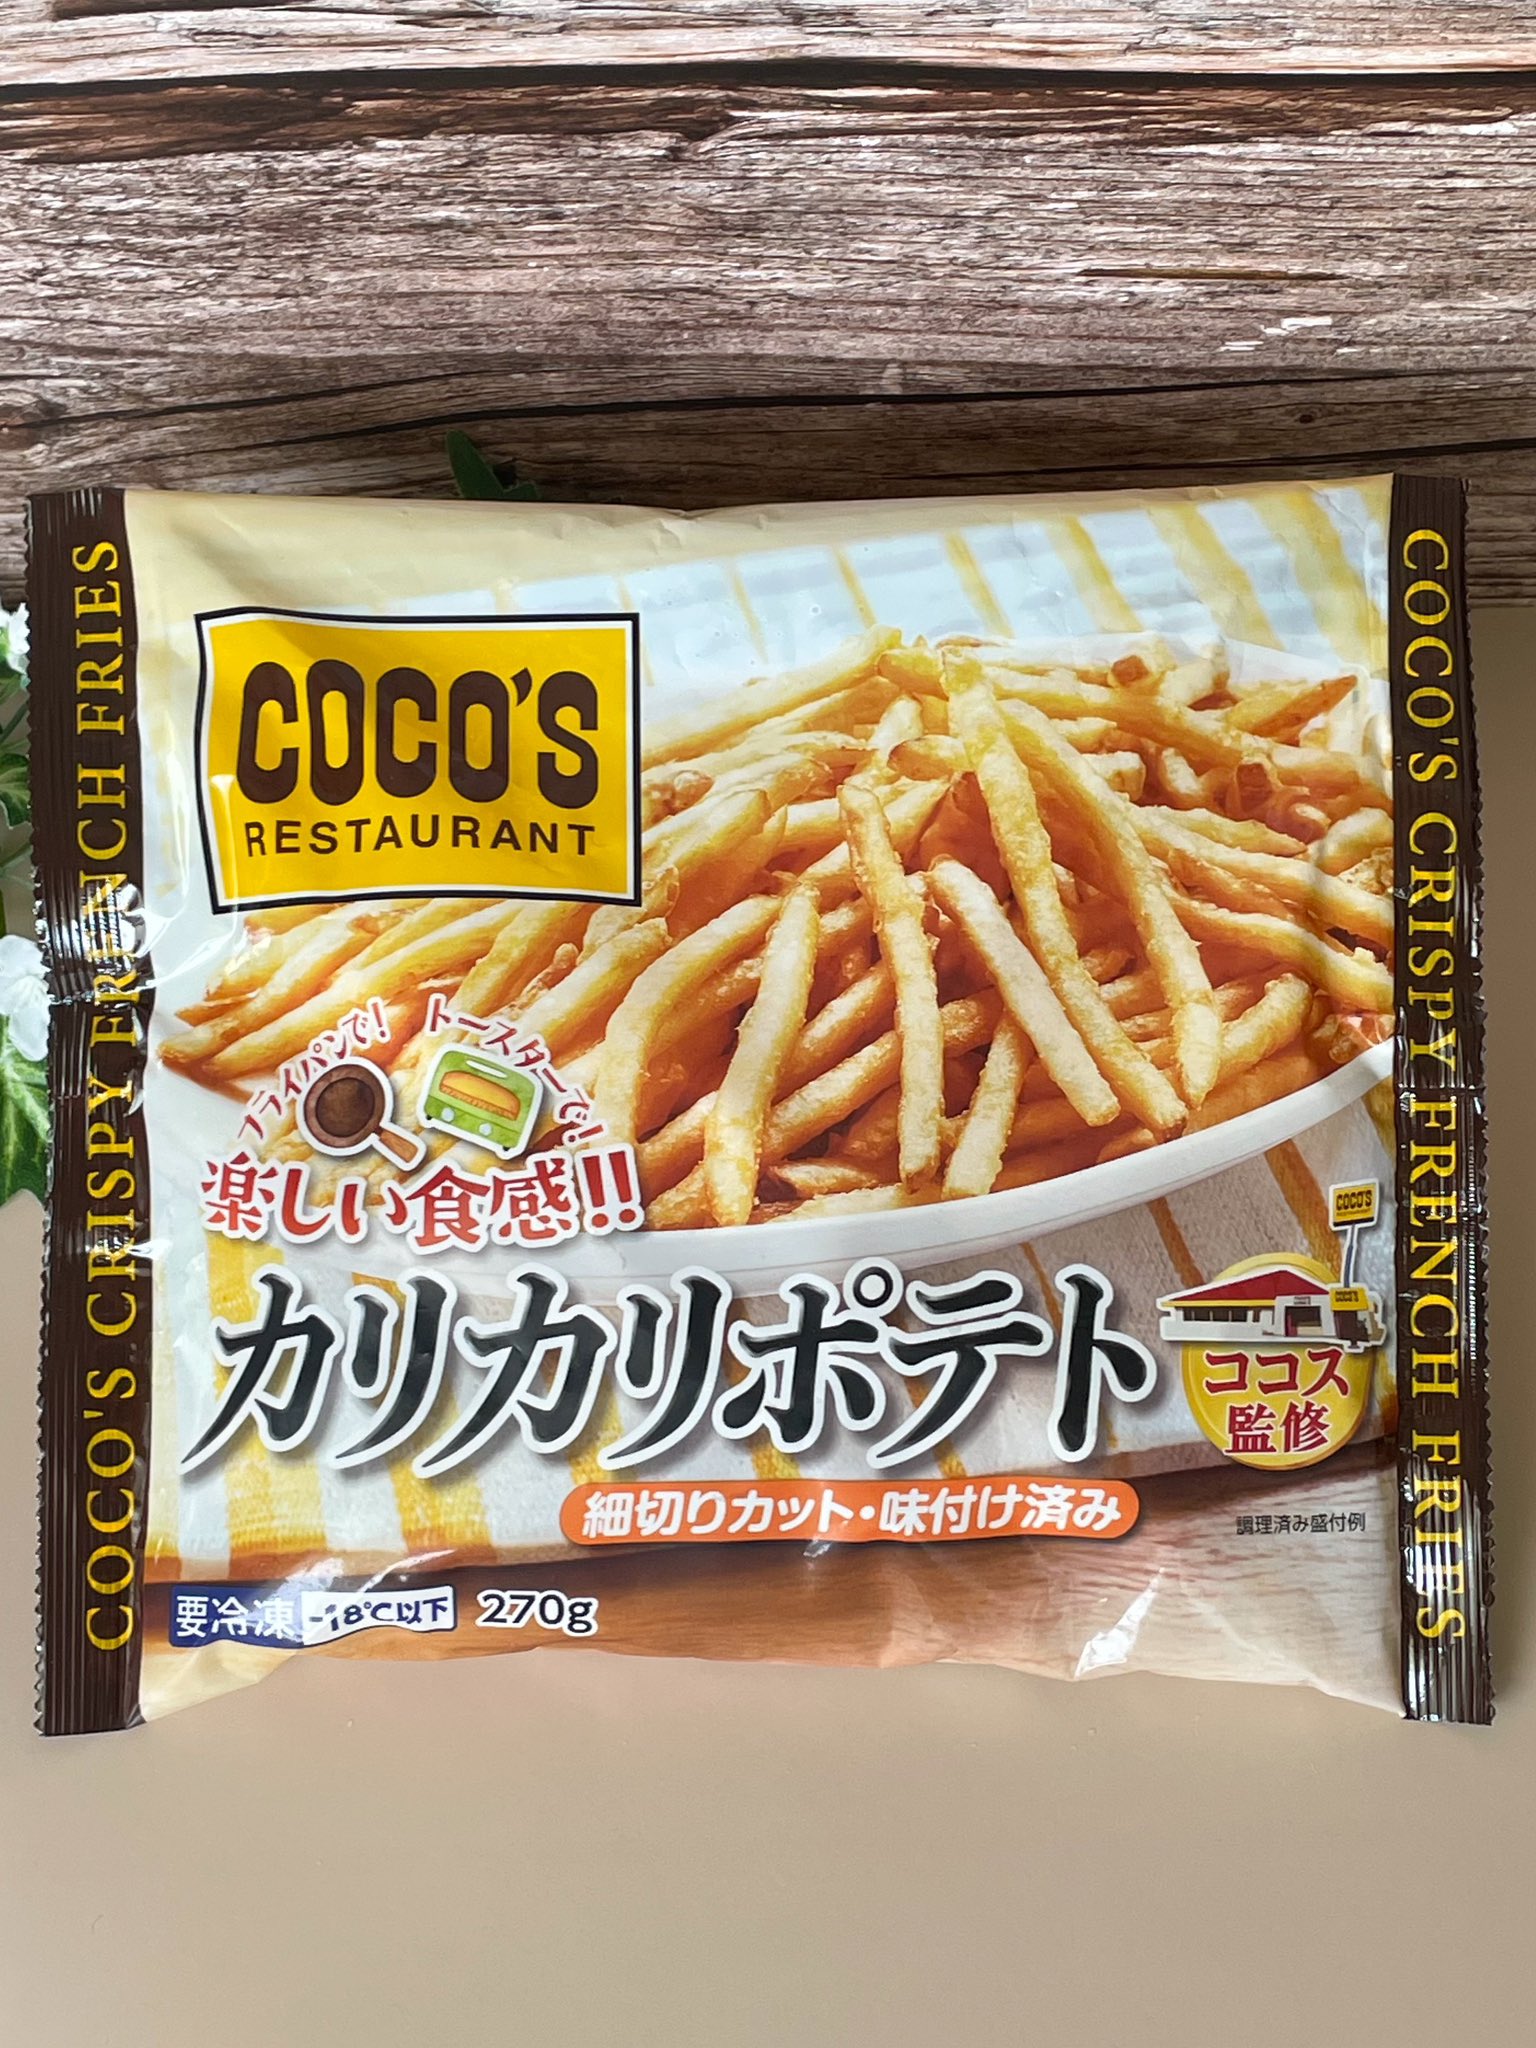 COCO'S
RESTAURANT
COCO'S CRISPY FRENCH FRIES
COCO'S CRISPY FRENCH FRIES
フライパンで!
トースターで!
楽しい食感!!
カリカリポテト
COCO'S
ココス
監修
細切りカット・味付け済み
調理済み盛付例
要冷凍 -18℃以下 270g